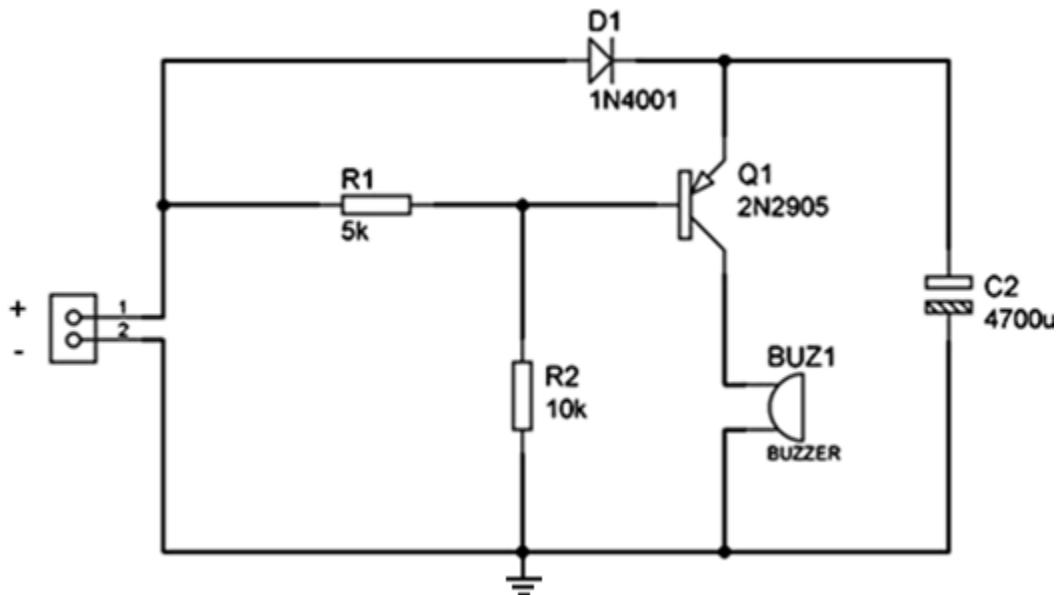 D1
1N4001
R1
5k
Q1
2N2905
+
1
2
-
C2
4700u
R2
10k
BUZ1
BUZZER